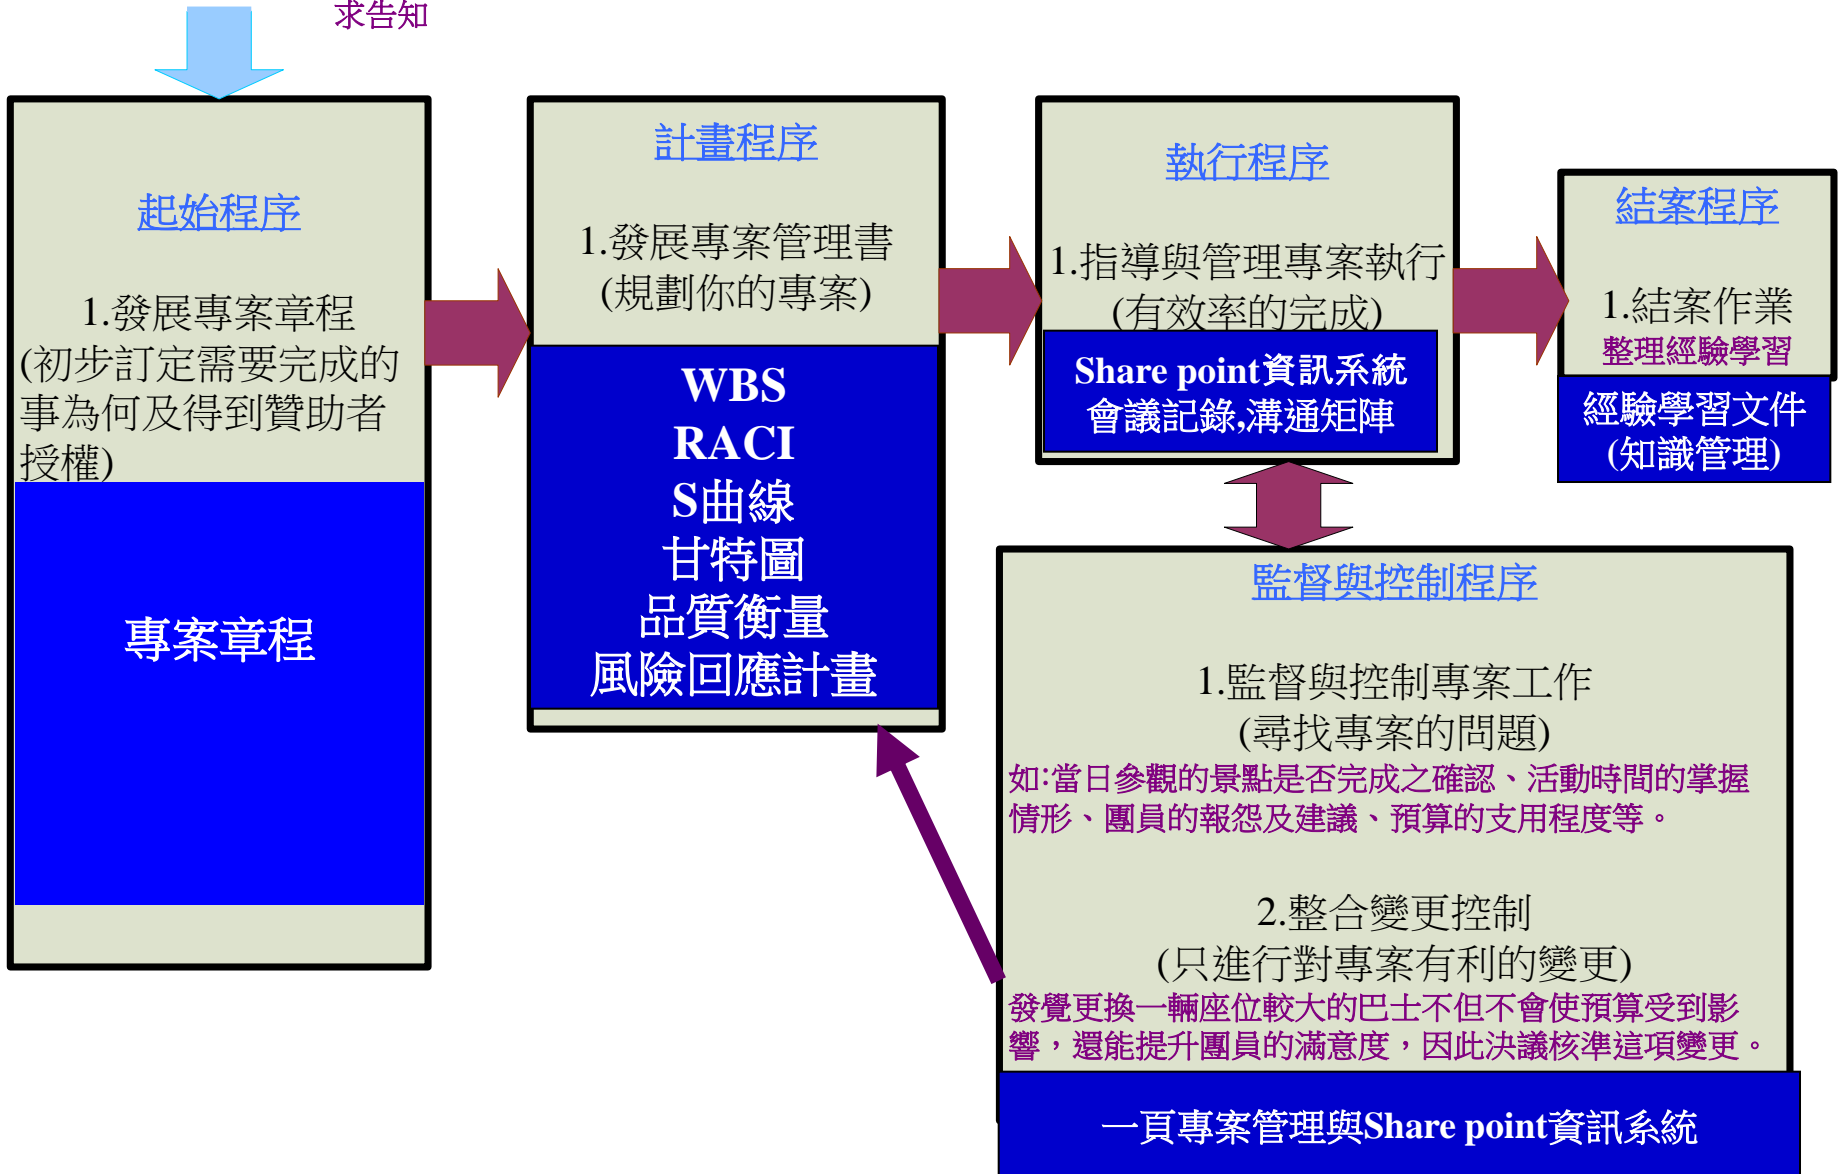 求告知
起始程序
1.發展專案章程
(初步訂定需要完成的
事為何及得到贊助者
授權)
專案章程
計畫程序
1.發展專案管理書
(規劃你的專案)
WBS
RACI
S曲線
甘特圖
品質衡量
風險回應計畫
執行程序
1.指導與管理專案執行
(有效率的完成)
Share point資訊系統
會議記錄,溝通矩陣
結案程序
1.結案作業
整理經驗學習
經驗學習文件
(知識管理)
監督與控制程序
1.監督與控制專案工作
(尋找專案的問題)
如:當日參觀的景點是否完成之確認、活動時間的掌握
情形、團員的報怨及建議、預算的支用程度等。
2.整合變更控制
(只進行對專案有利的變更)
發覺更換一輛座位較大的巴士不但不會使預算受到影
響，還能提升團員的滿意度，因此決議核準這項變更。
一頁專案管理與Share point資訊系統